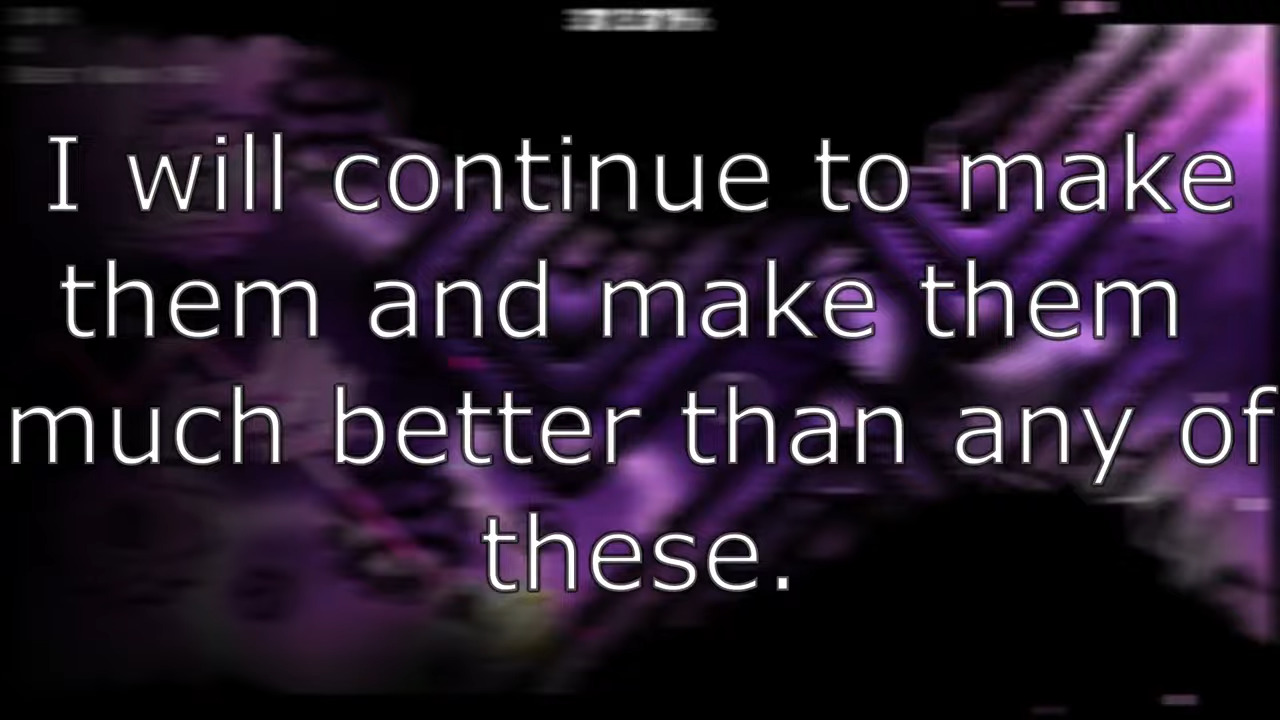 I will continue to make
them and make them
much better than any of
these.